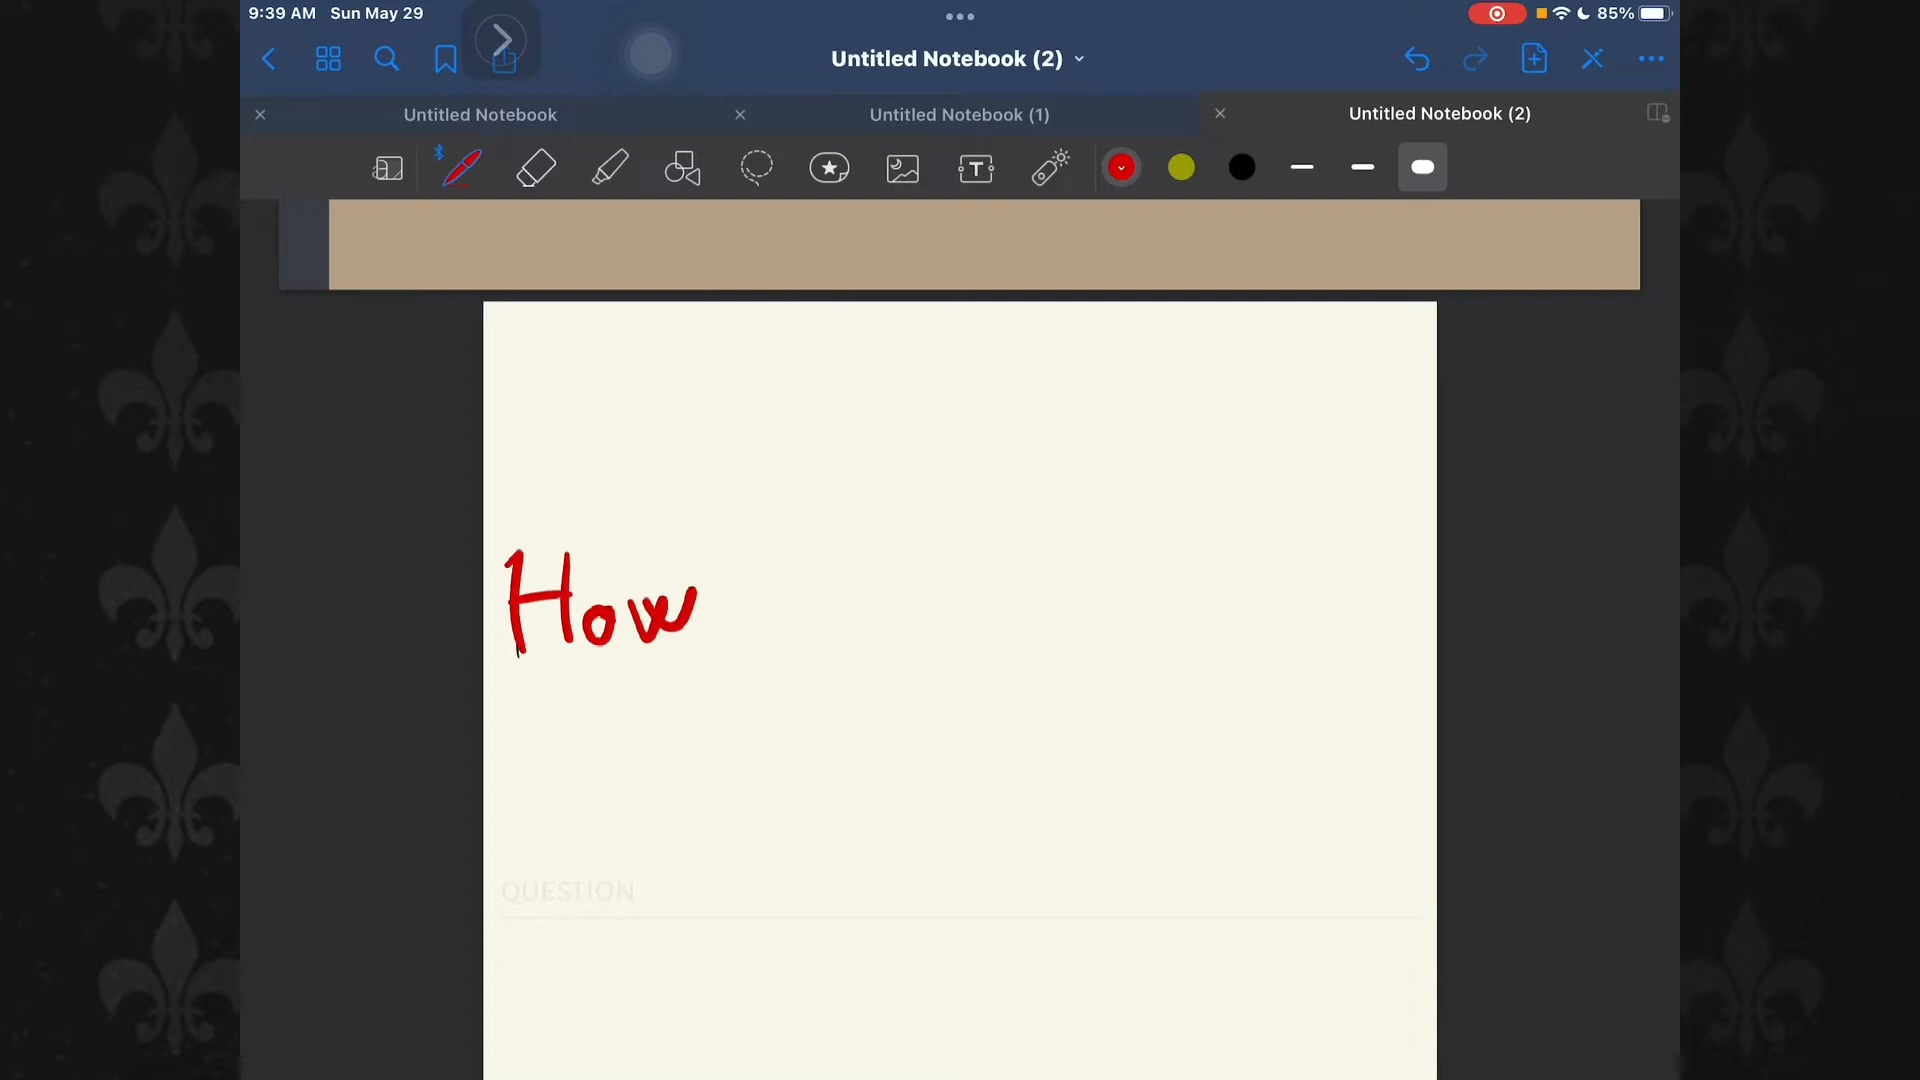 9:39 AM Sun May 29
85%
Untitled Notebook (2)
Untitled Notebook
Untitled Notebook (1)
Untitled Notebook (2)
T
How
QUESTION